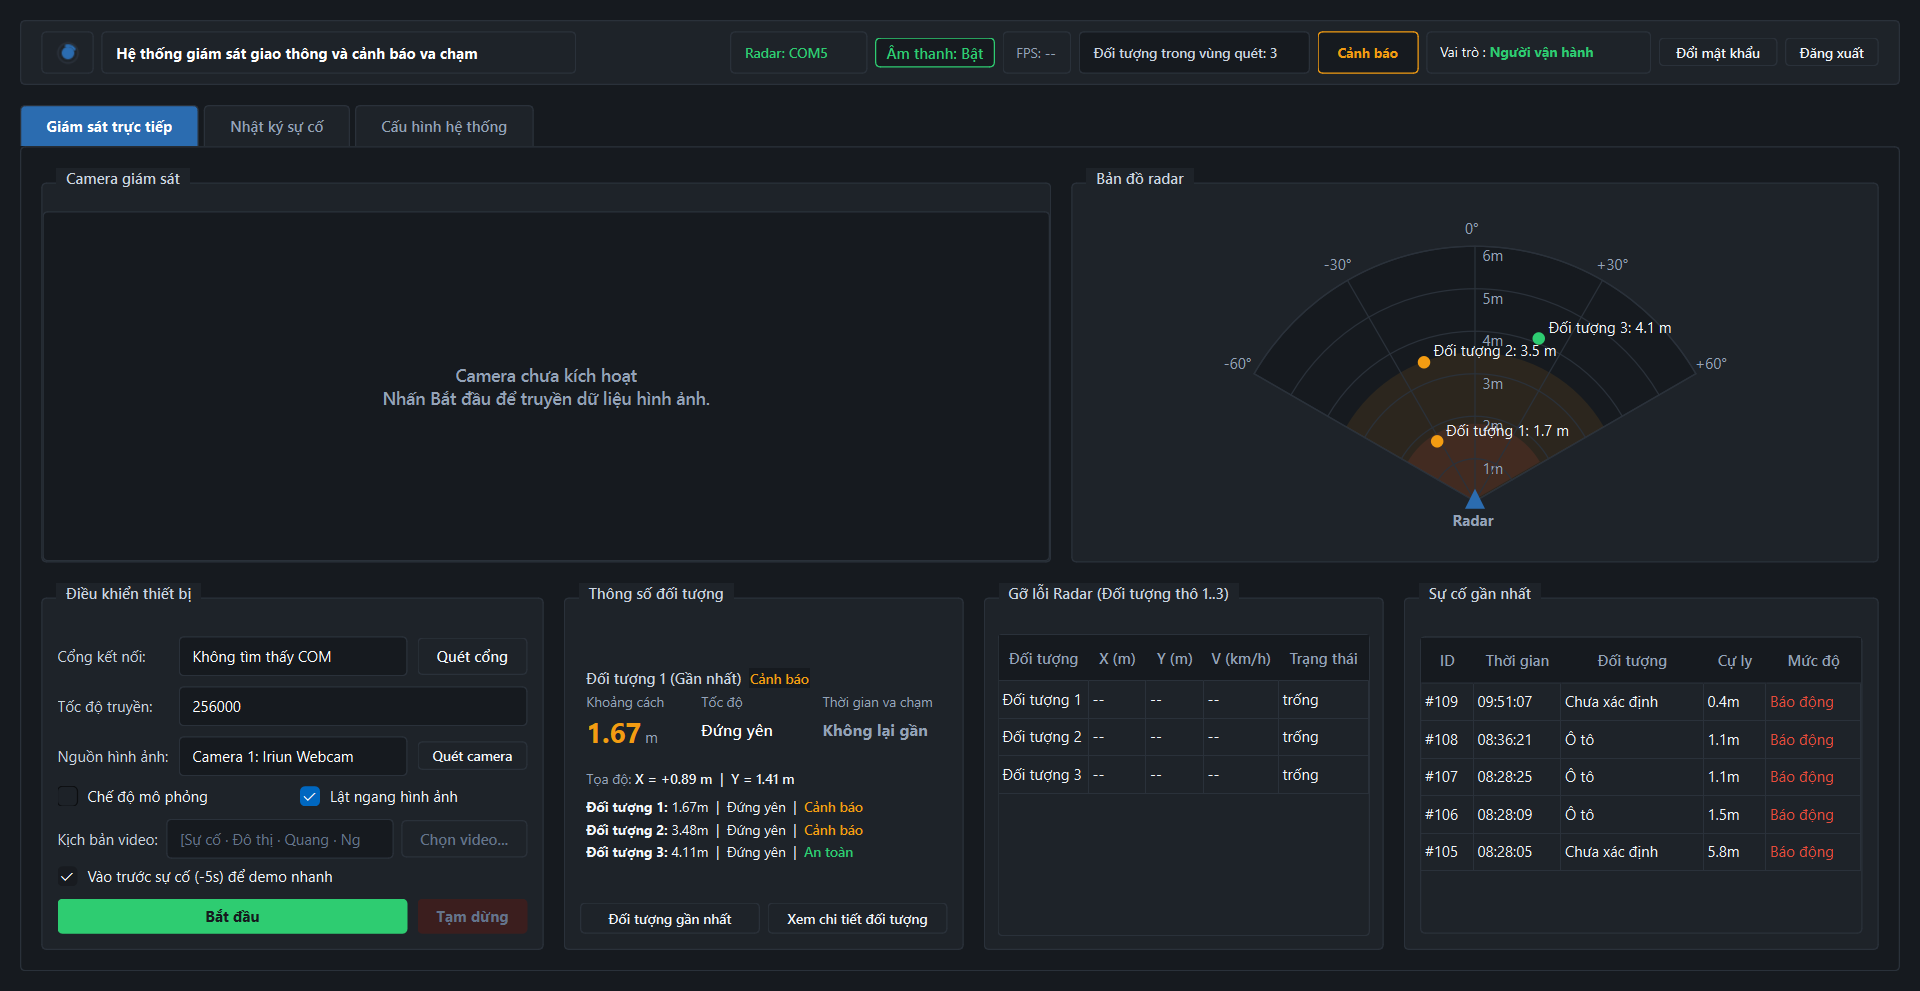 Hệ thống giám sát giao thông và cảnh báo va chạm
Radar: COM5
Âm thanh: Bật
FPS: --
Đối tượng trong vùng quét: 3
Cảnh báo
Vai trò : Người vận hành
Đổi mật khẩu
Đăng xuất
Giám sát trực tiếp
Nhật ký sự cố
Cấu hình hệ thống
Camera giám sát
Camera chưa kích hoạt
Nhấn Bắt đầu để truyền dữ liệu hình ảnh.
Bản đồ radar
0°
-30°
+30°
-60°
+60°
6m
5m
4m
3m
2m
1m
Đối tượng 3: 4.1 m
Đối tượng 2: 3.5 m
Đối tượng 1: 1.7 m
Radar
Điều khiển thiết bị
Cổng kết nối:
Không tìm thấy COM
Quét cổng
Tốc độ truyền:
256000
Nguồn hình ảnh:
Camera 1: Iriun Webcam
Quét camera
Chế độ mô phỏng
Lật ngang hình ảnh
Kịch bản video:
[Sự cố · Đô thị · Quang · Ng
Chọn video...
Vào trước sự cố (-5s) để demo nhanh
Bắt đầu
Tạm dừng
Thông số đối tượng
Đối tượng 1 (Gần nhất) Cảnh báo
Khoảng cách Tốc độ Thời gian va chạm
1.67 m Đứng yên Không lại gần
Tọa độ: X = +0.89 m | Y = 1.41 m
Đối tượng 1: 1.67m | Đứng yên | Cảnh báo
Đối tượng 2: 3.48m | Đứng yên | Cảnh báo
Đối tượng 3: 4.11m | Đứng yên | An toàn
Đối tượng gần nhất
Xem chi tiết đối tượng
Gỡ lỗi Radar (Đối tượng thô 1..3)
Đối tượng X (m) Y (m) V (km/h) Trạng thái
Đối tượng 1 -- -- -- trống
Đối tượng 2 -- -- -- trống
Đối tượng 3 -- -- -- trống
Sự cố gần nhất
ID Thời gian Đối tượng Cự ly Mức độ
#109 09:51:07 Chưa xác định 0.4m Báo động
#108 08:36:21 Ô tô 1.1m Báo động
#107 08:28:25 Ô tô 1.1m Báo động
#106 08:28:09 Ô tô 1.5m Báo động
#105 08:28:05 Chưa xác định 5.8m Báo động